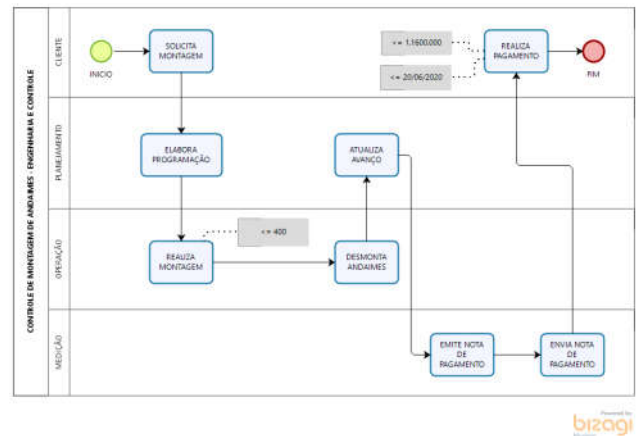 CONTROLE DE MONTAGEM DE ANDAIMES - ENGENHARIA E CONTROLE
CLIENTE
INICIO
SOLICITA
MONTAGEM
<= 1.1600.000
<= 20/06/2020
REALIZA
PAGAMENTO
FIM
PLANEJAMENTO
ELABORA
PROGRAMAÇÃO
ATUALIZA
AVANÇO
OPERAÇÃO
REALIZA
MONTAGEM
<= 400
DESMONTA
ANDAIMES
MEDIÇÃO
EMITE NOTA
DE
PAGAMENTO
ENVIA NOTA
DE
PAGAMENTO
Powered by
bizagi